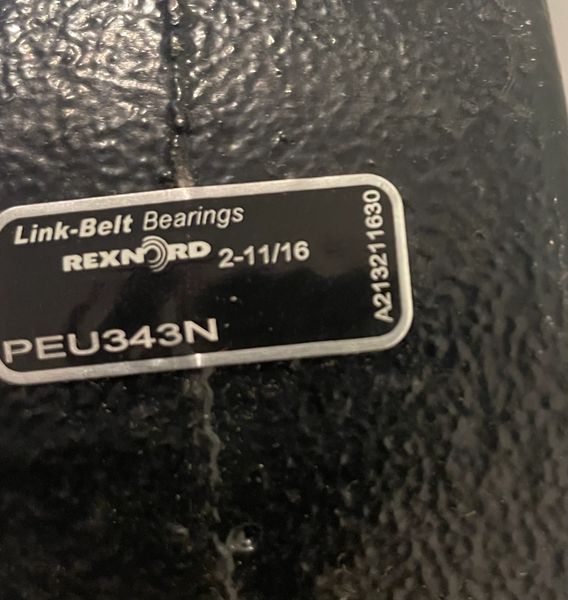 Link-Belt Bearings
REXNORD 2-11/16
PEU343N
A213211630